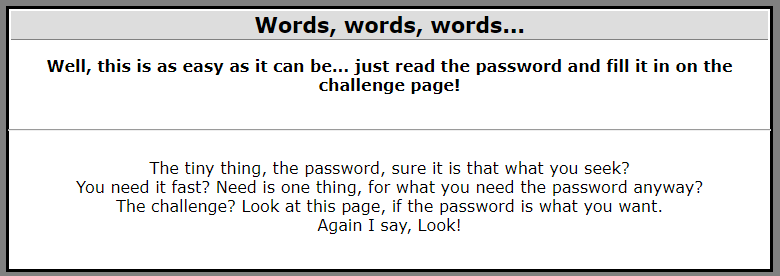 Words, words, words...
Well, this is as easy as it can be... just read the password and fill it in on the
challenge page!
The tiny thing, the password, sure it is that what you seek?
You need it fast? Need is one thing, for what you need the password anyway?
The challenge? Look at this page, if the password is what you want.
Again I say, Look!